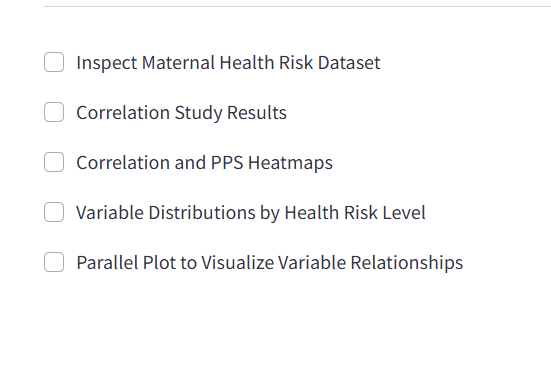 Inspect Maternal Health Risk Dataset
Correlation Study Results
Correlation and PPS Heatmaps
Variable Distributions by Health Risk Level
Parallel Plot to Visualize Variable Relationships